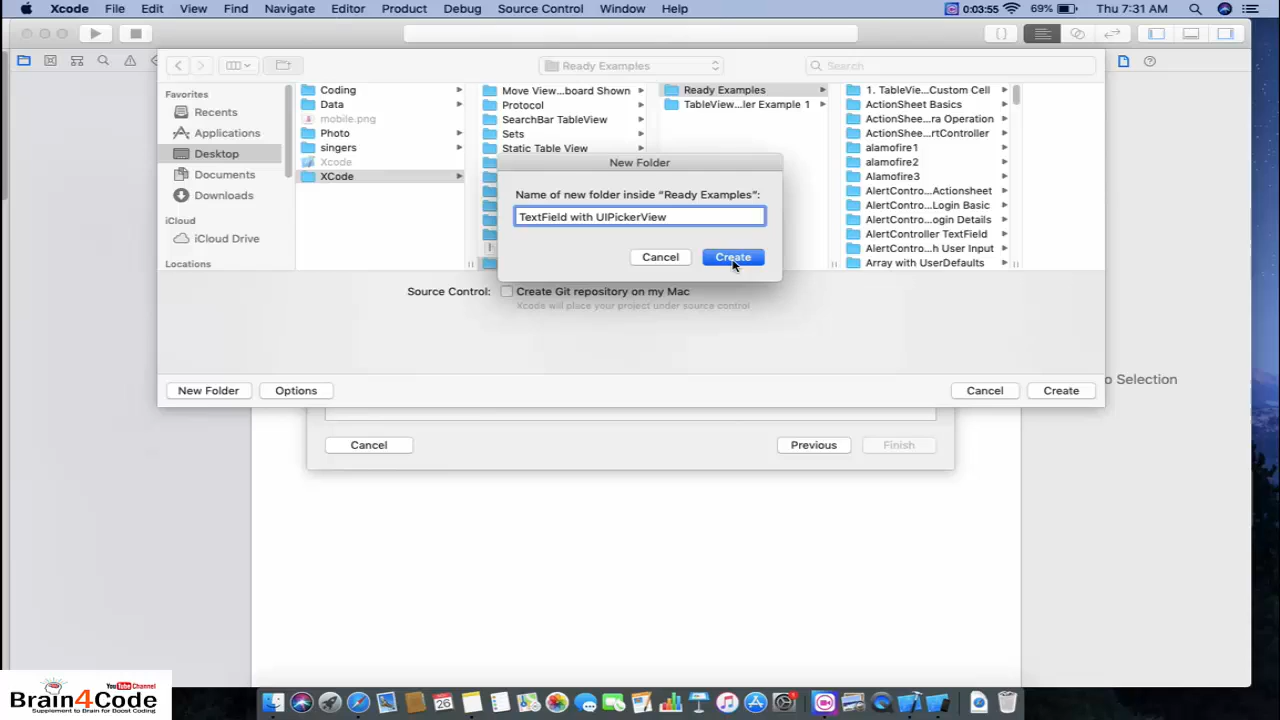 Xcode File Edit View Find Navigate Editor Product Debug Source Control Window Help
03:55 69% Thu 7:31 AM
Ready Examples
Search
Favorites
Recents
Applications
Desktop
Documents
Downloads
iCloud
iCloud Drive
Locations
Coding
Data
mobile.png
Photo
singers
Xcode
XCode
Move View...board Shown
Protocol
SearchBar TableView
Sets
Static Table View
Ready Examples
TableView...ler Example 1
1. TableVie...Custom Cell
ActionSheet Basics
ActionShee...ra Operation
ActionShee...rtController
alamofire1
alamofire2
Alamofire3
AlertContro...Actionsheet
AlertContro...Login Basic
AlertContro...ogin Details
AlertController TextField
AlertContro...h User Input
Array with UserDefaults
New Folder
Name of new folder inside “Ready Examples”:
TextField with UIPickerView
Cancel
Create
Source Control:
Create Git repository on my Mac
Xcode will place your project under source control
New Folder
Options
Cancel
Create
o Selection
Cancel
Previous
Finish
YouTube Channel
Brain4Code
Supplement to Brain for Boost Coding
26